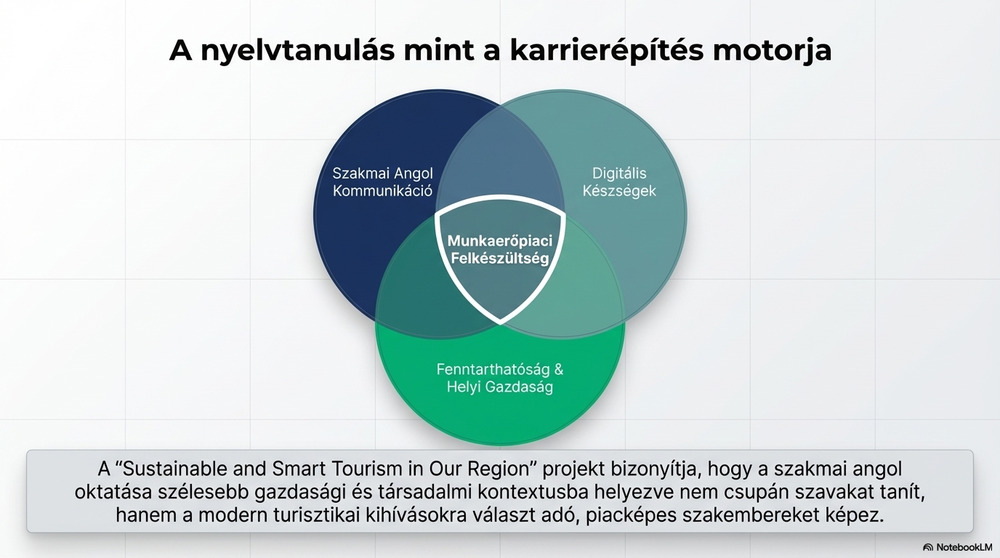 A nyelvtanulás mint a karrierépítés motorja
Szakmai Angol
Kommunikáció
Digitális
Készségek
Munkaerőpiaci
Felkészültség
Fenntarthatóság &
Helyi Gazdaság
A “Sustainable and Smart Tourism in Our Region” projekt bizonyítja, hogy a szakmai angol
oktatása szélesebb gazdasági és társadalmi kontextusba helyezve nem csupán szavakat tanít,
hanem a modern turisztikai kihívásokra választ adó, piacképes szakembereket képez.
NotebookLM